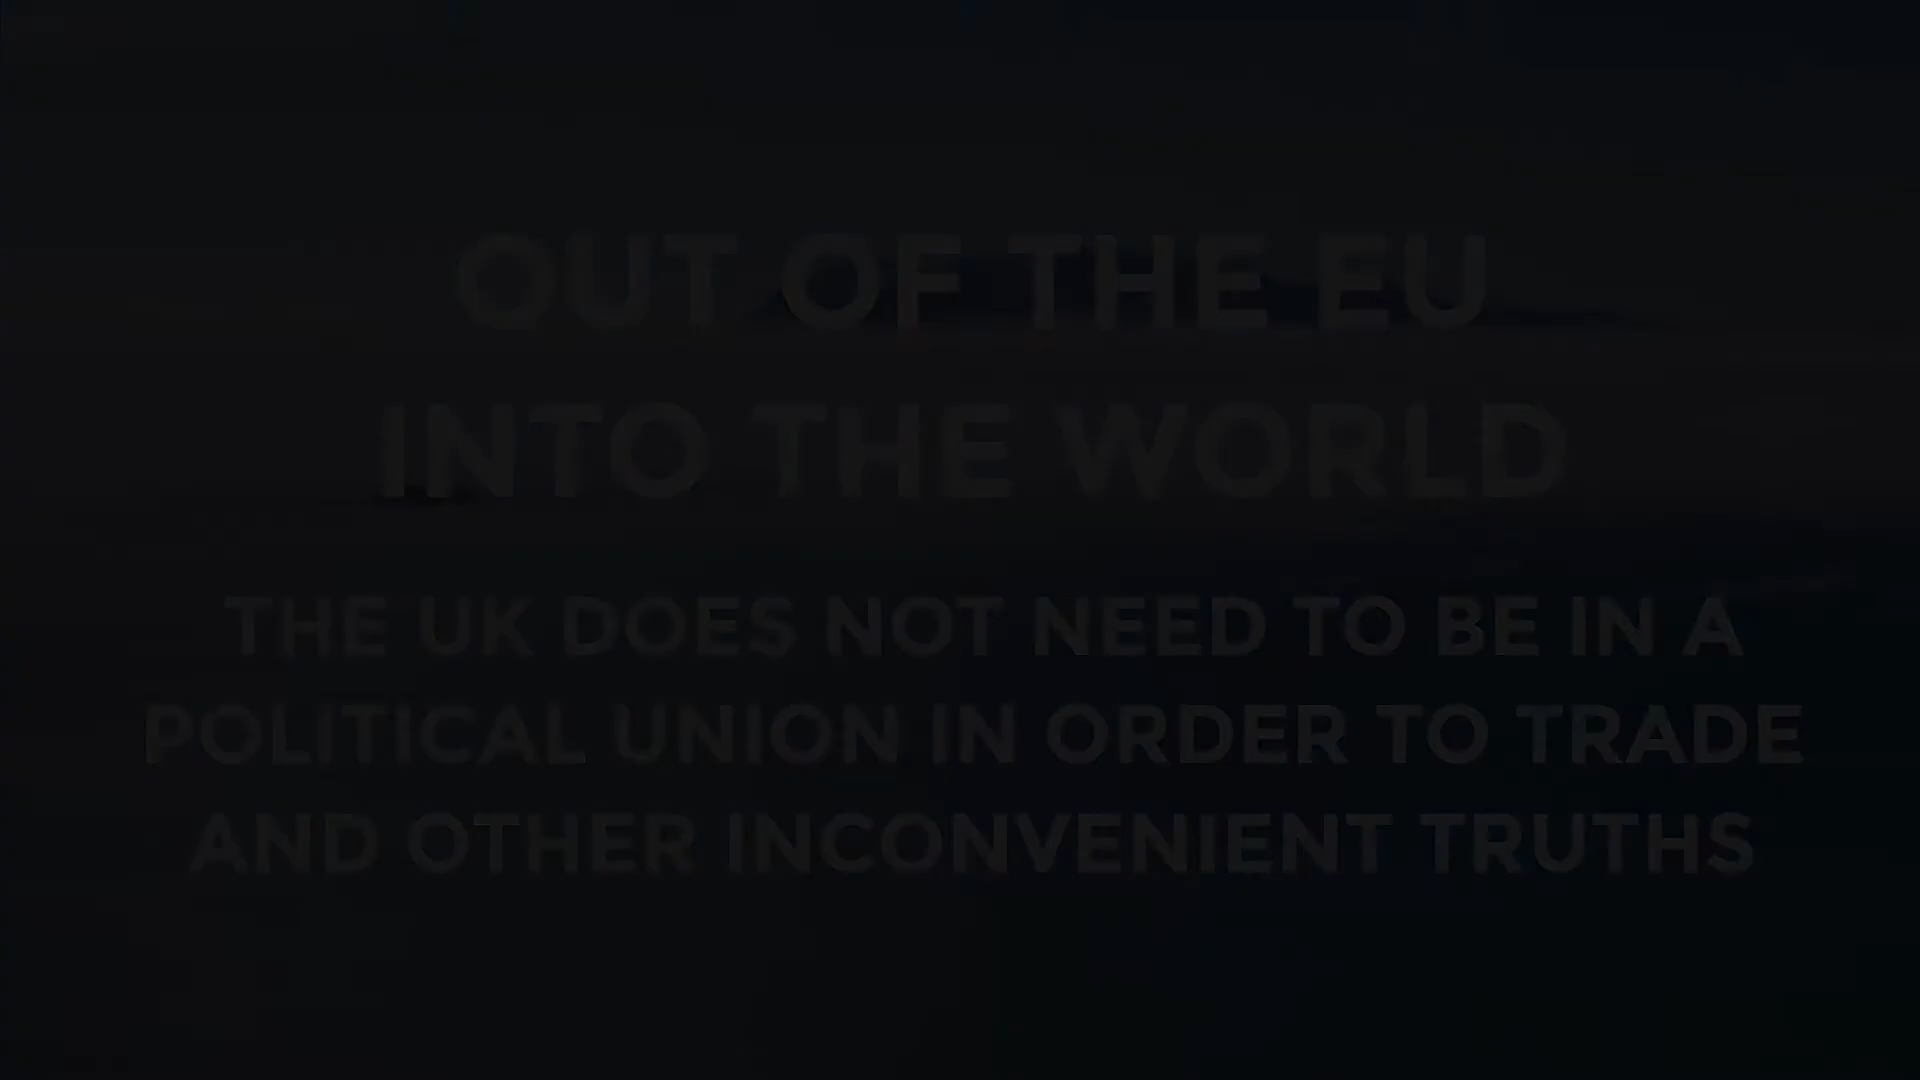 OUT OF THE EU
INTO THE WORLD
THE UK DOES NOT NEED TO BE IN A
POLITICAL UNION IN ORDER TO TRADE
AND OTHER INCONVENIENT TRUTHS